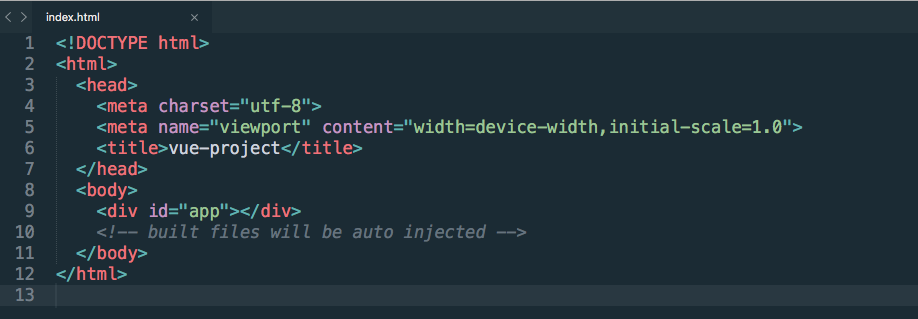 index.html
1 <!DOCTYPE html>
2 <html>
3   <head>
4     <meta charset="utf-8">
5     <meta name="viewport" content="width=device-width,initial-scale=1.0">
6     <title>vue-project</title>
7   </head>
8   <body>
9     <div id="app"></div>
10     <!-- built files will be auto injected -->
11   </body>
12 </html>
13